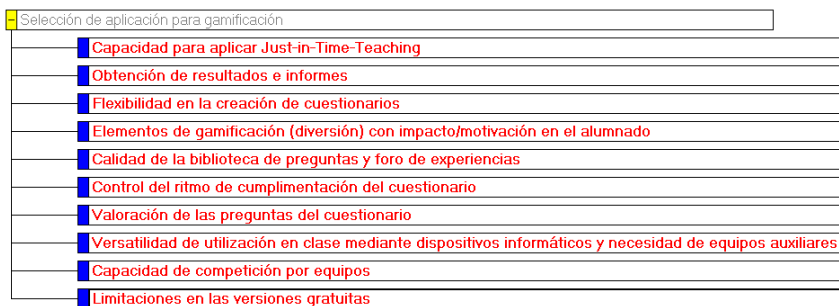 Selección de aplicación para gamificación
Capacidad para aplicar Just-in-Time-Teaching
Obtención de resultados e informes
Flexibilidad en la creación de cuestionarios
Elementos de gamificación (diversión) con impacto/motivación en el alumnado
Calidad de la biblioteca de preguntas y foro de experiencias
Control del ritmo de cumplimentación del cuestionario
Valoración de las preguntas del cuestionario
Versatilidad de utilización en clase mediante dispositivos informáticos y necesidad de equipos auxiliares
Capacidad de competición por equipos
Limitaciones en las versiones gratuitas